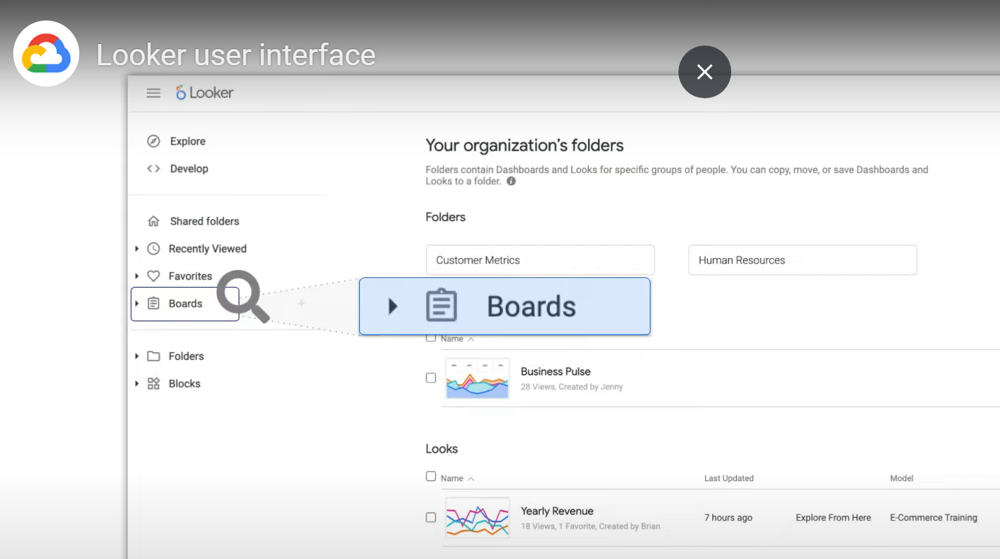 Looker user interface
Looker
Explore
Develop
Shared folders
Recently Viewed
Favorites
Boards
Folders
Blocks
Your organization's folders
Folders contain Dashboards and Looks for specific groups of people. You can copy, move, or save Dashboards and
Looks to a folder.
Folders
Customer Metrics
Human Resources
Boards
Name
Business Pulse
28 Views, Created by Jenny
Looks
Name
Last Updated
Model
Yearly Revenue
18 Views, 1 Favorite, Created by Brian
7 hours ago
Explore From Here
E-Commerce Training